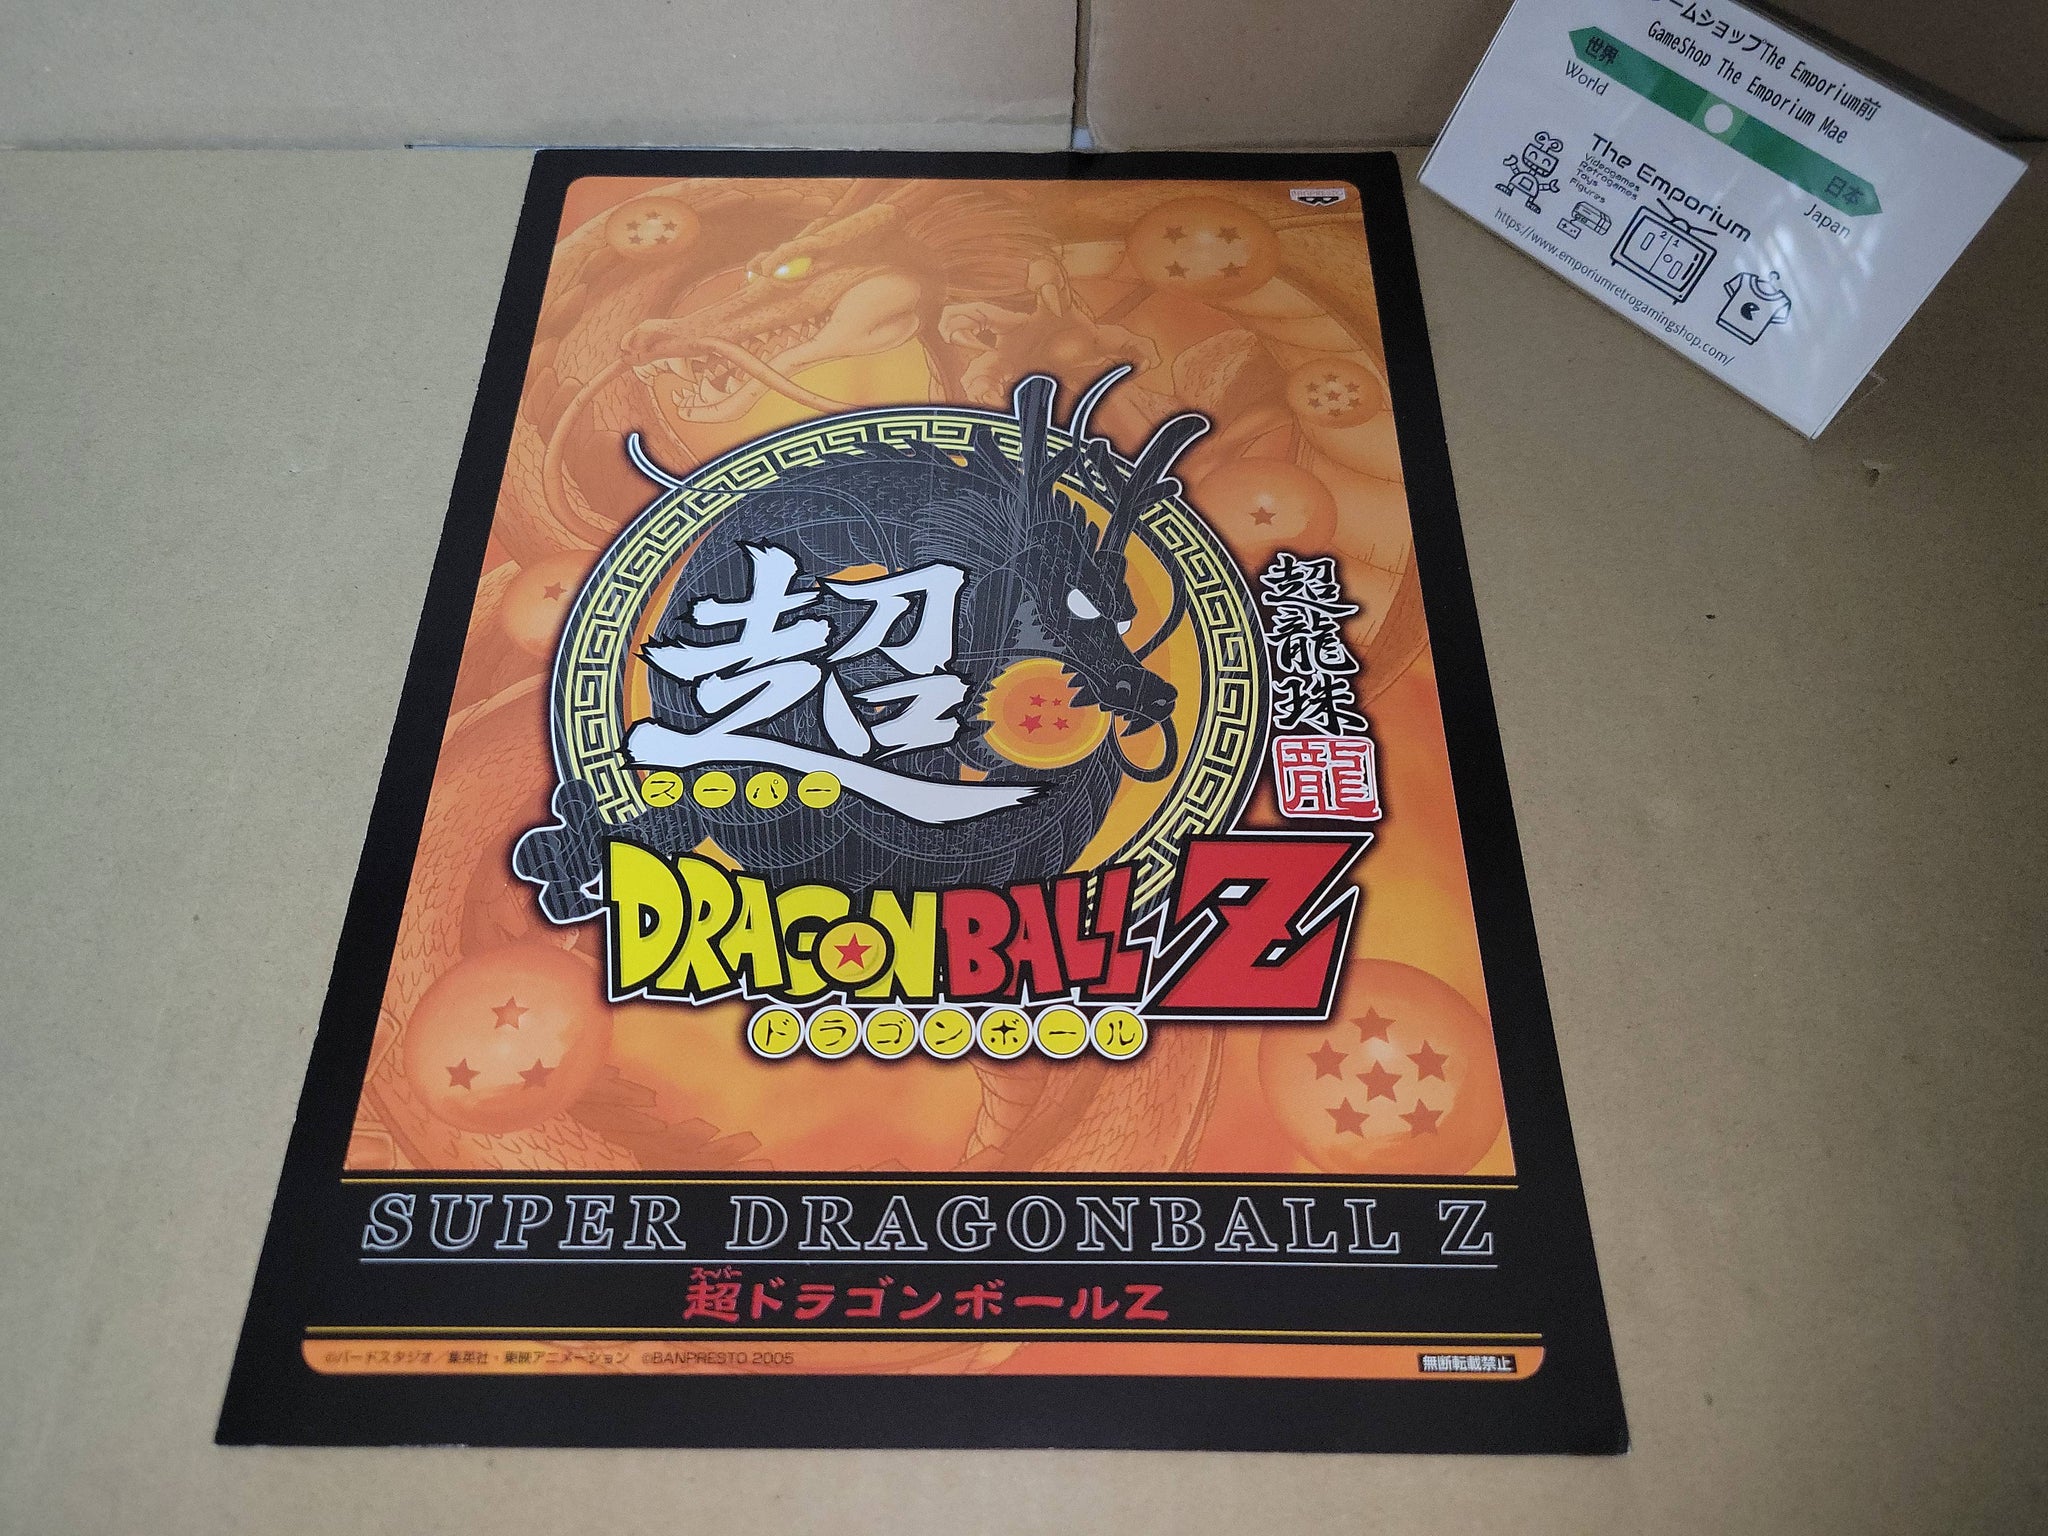 ームショップThe Emporium前
GameShop The Emporium Mae
世界
World
日本
Japan
The Emporium
Videogames
Retrogames
Toys
Figures
2 1
https://www.emporiumretrogamingshop.com/
BANPRESTO
超
スーパー
超龍珠
龍
DRAGONBALL Z
ドラゴンボール
SUPER DRAGONBALL Z
スーパー
超ドラゴンボールZ
©バードスタジオ/集英社・東映アニメーション ©BANPRESTO 2005
無断転載禁止